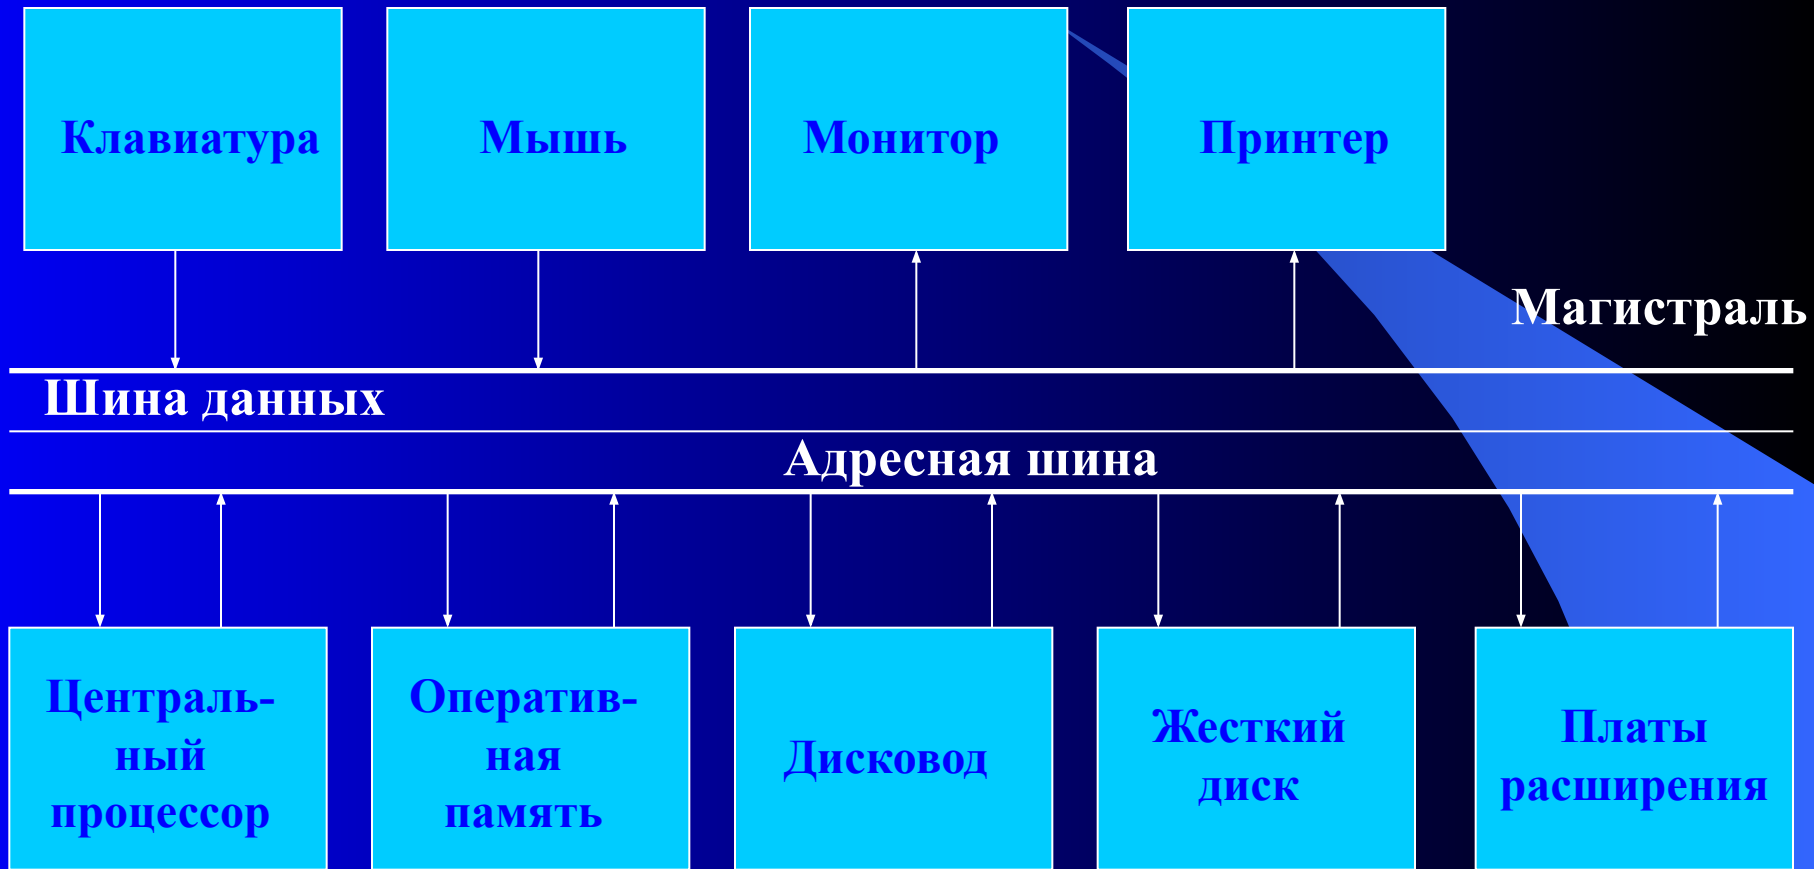 Клавиатура
Мышь
Монитор
Принтер
Магистраль
Шина данных
Адресная шина
Централь-
ный
процессор
Оператив-
ная
память
Дисковод
Жесткий
диск
Платы
расширения